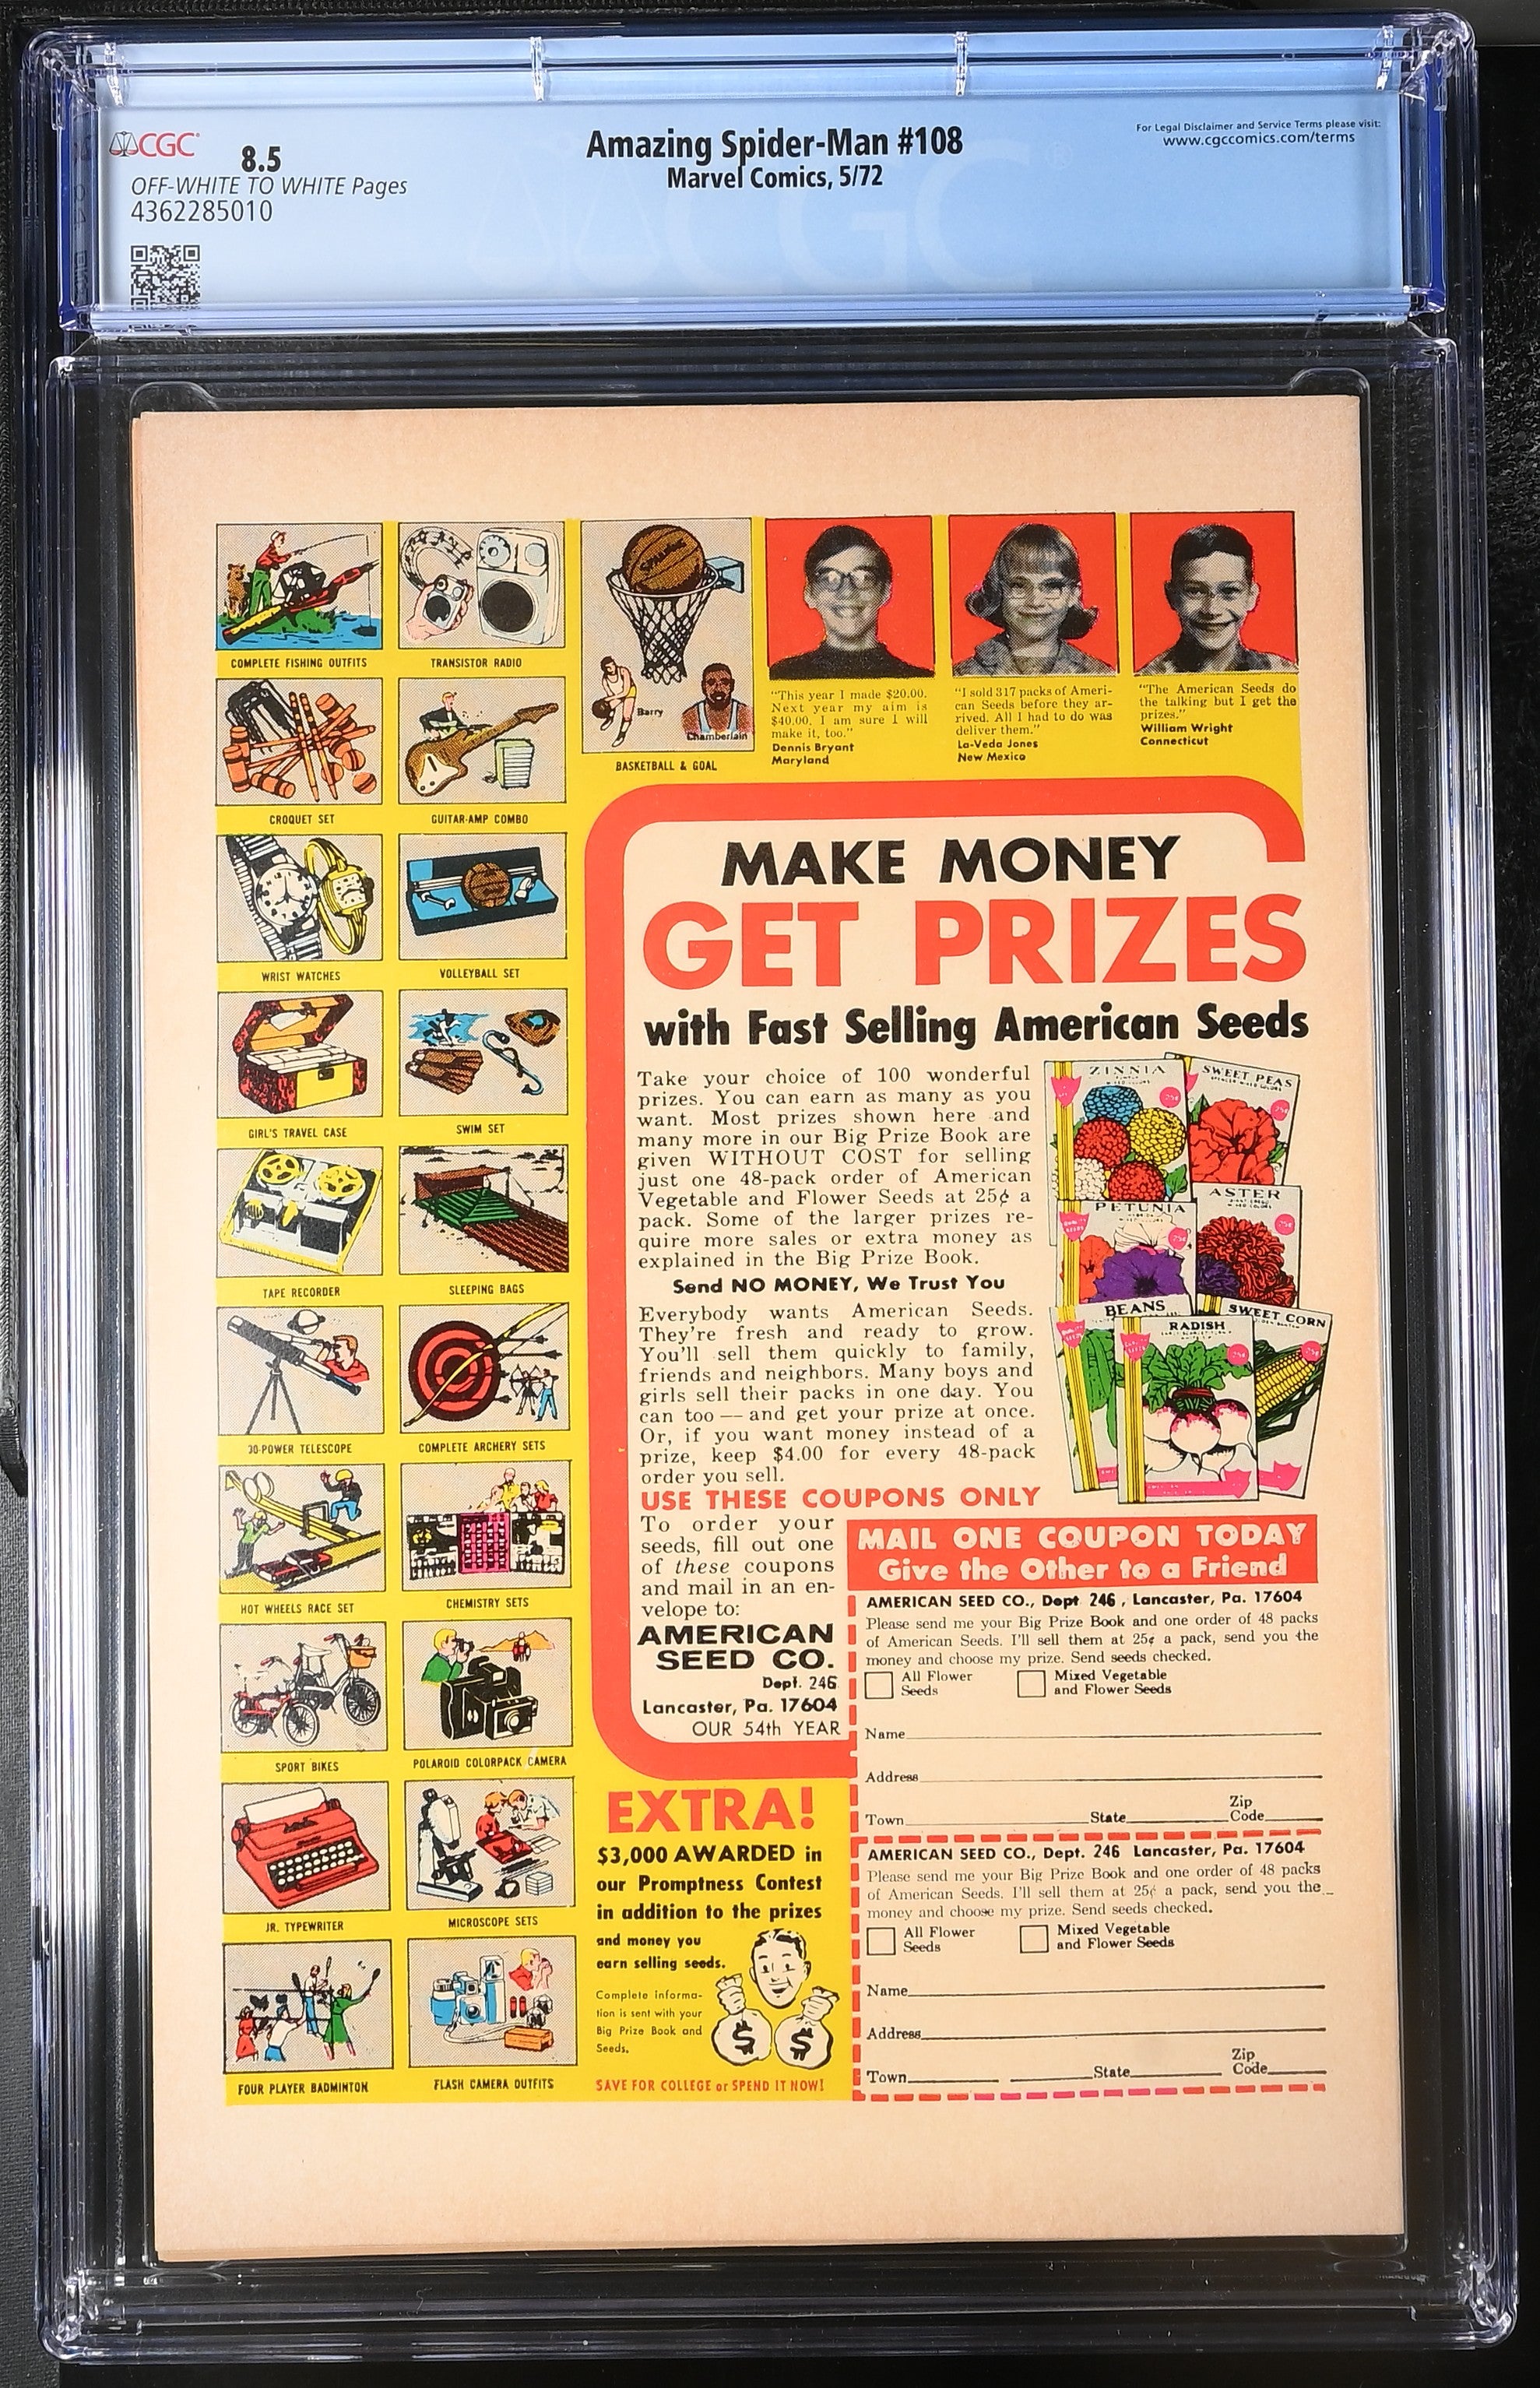 CGC
8.5
OFF-WHITE TO WHITE Pages
4362285010
Amazing Spider-Man #108
Marvel Comics, 5/72
For Legal Disclaimer and Service Terms please visit:
www.cgccomics.com/terms
COMPLETE FISHING OUTFITS
TRANSISTOR RADIO
Barry
Chamberlain
BASKETBALL & GOAL
"This year I made $20.00.
Next year my aim is
$40.00. I am sure I will
make it, too."
Dennis Bryant
Maryland
"I sold 317 packs of Ameri-
can Seeds before they ar-
rived. All I had to do was
deliver them."
La-Veda Jones
New Mexico
"The American Seeds do
the talking but I get the
prizes."
William Wright
Connecticut
CROQUET SET
GUITAR-AMP COMBO
WRIST WATCHES
VOLLEYBALL SET
GIRL'S TRAVEL CASE
SWIM SET
TAPE RECORDER
SLEEPING BAGS
30-POWER TELESCOPE
COMPLETE ARCHERY SETS
HOT WHEELS RACE SET
CHEMISTRY SETS
SPORT BIKES
POLAROID COLORPACK CAMERA
JR. TYPEWRITER
MICROSCOPE SETS
FOUR PLAYER BADMINTON
FLASH CAMERA OUTFITS
MAKE MONEY
GET PRIZES
with Fast Selling American Seeds
Take your choice of 100 wonderful
prizes. You can earn as many as you
want. Most prizes shown here and
many more in our Big Prize Book are
given WITHOUT COST for selling
just one 48-pack order of American
Vegetable and Flower Seeds at 25¢ a
pack. Some of the larger prizes re-
quire more sales or extra money as
explained in the Big Prize Book.
Send NO MONEY, We Trust You
Everybody wants American Seeds.
They're fresh and ready to grow.
You'll sell them quickly to family,
friends and neighbors. Many boys and
girls sell their packs in one day. You
can too — and get your prize at once.
Or, if you want money instead of a
prize, keep $4.00 for every 48-pack
order you sell.
USE THESE COUPONS ONLY
To order your
seeds, fill out one
of these coupons
and mail in an en-
velope to:
AMERICAN
SEED CO.
Dept. 246
Lancaster, Pa. 17604
OUR 54th YEAR
ZINNIA
25¢
SWEET PEAS
25¢
PETUNIA
25¢
ASTER
25¢
BEANS
RADISH
25¢
SWEET CORN
25¢
MAIL ONE COUPON TODAY
Give the Other to a Friend
AMERICAN SEED CO., Dept 246, Lancaster, Pa. 17604
Please send me your Big Prize Book and one order of 48 packs
of American Seeds. I'll sell them at 25¢ a pack, send you the
money and choose my prize. Send seeds checked.
All Flower
Seeds
Mixed Vegetable
and Flower Seeds
Name
Address
Town State Zip
Code
AMERICAN SEED CO., Dept. 246 Lancaster, Pa. 17604
Please send me your Big Prize Book and one order of 48 packs
of American Seeds. I'll sell them at 25¢ a pack, send you the
money and choose my prize. Send seeds checked.
All Flower
Seeds
Mixed Vegetable
and Flower Seeds
Name
Address
Town State Zip
Code
EXTRA!
$3,000 AWARDED in
our Promptness Contest
in addition to the prizes
and money you
earn selling seeds.
Complete informa-
tion is sent with your
Big Prize Book and
Seeds.
$ $
SAVE FOR COLLEGE or SPEND IT NOW!